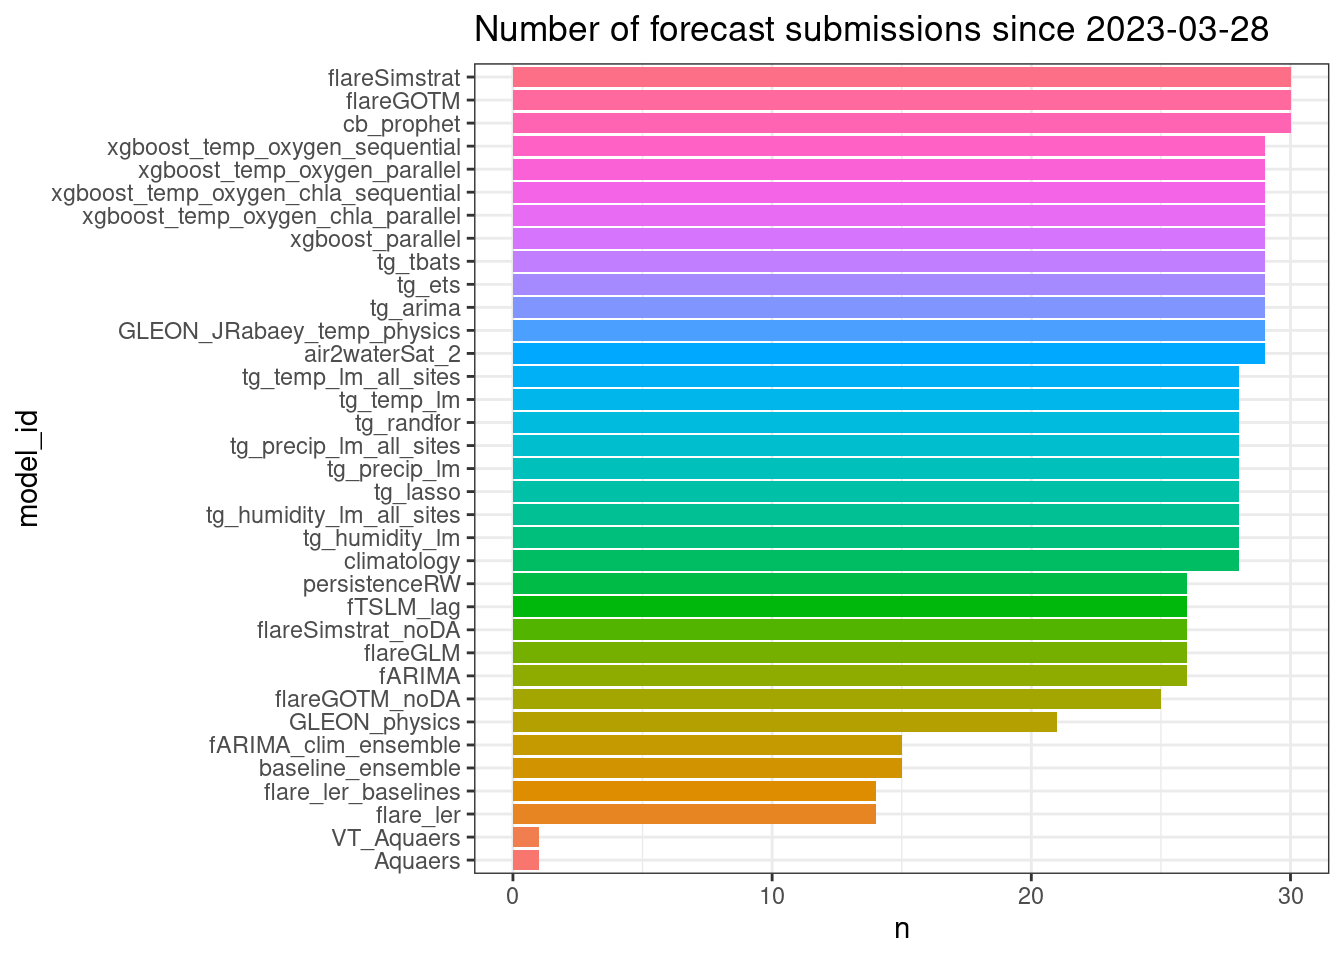 Number of forecast submissions since 2023-03-28
flareSimstrat
flareGOTM
cb_prophet
xgboost_temp_oxygen_sequential
xgboost_temp_oxygen_parallel
xgboost_temp_oxygen_chla_sequential
xgboost_temp_oxygen_chla_parallel
xgboost_parallel
tg_tbats
tg_ets
tg_arima
GLEON_JRabaey_temp_physics
air2waterSat_2
tg_temp_lm_all_sites
tg_temp_lm
tg_randfor
tg_precip_lm_all_sites
tg_precip_lm
tg_lasso
tg_humidity_lm_all_sites
tg_humidity_lm
climatology
persistenceRW
fTSLM_lag
flareSimstrat_noDA
flareGLM
fARIMA
flareGOTM_noDA
GLEON_physics
fARIMA_clim_ensemble
baseline_ensemble
flare_ler_baselines
flare_ler
VT_Aquaers
Aquaers
model_id
0 10 20 30
n